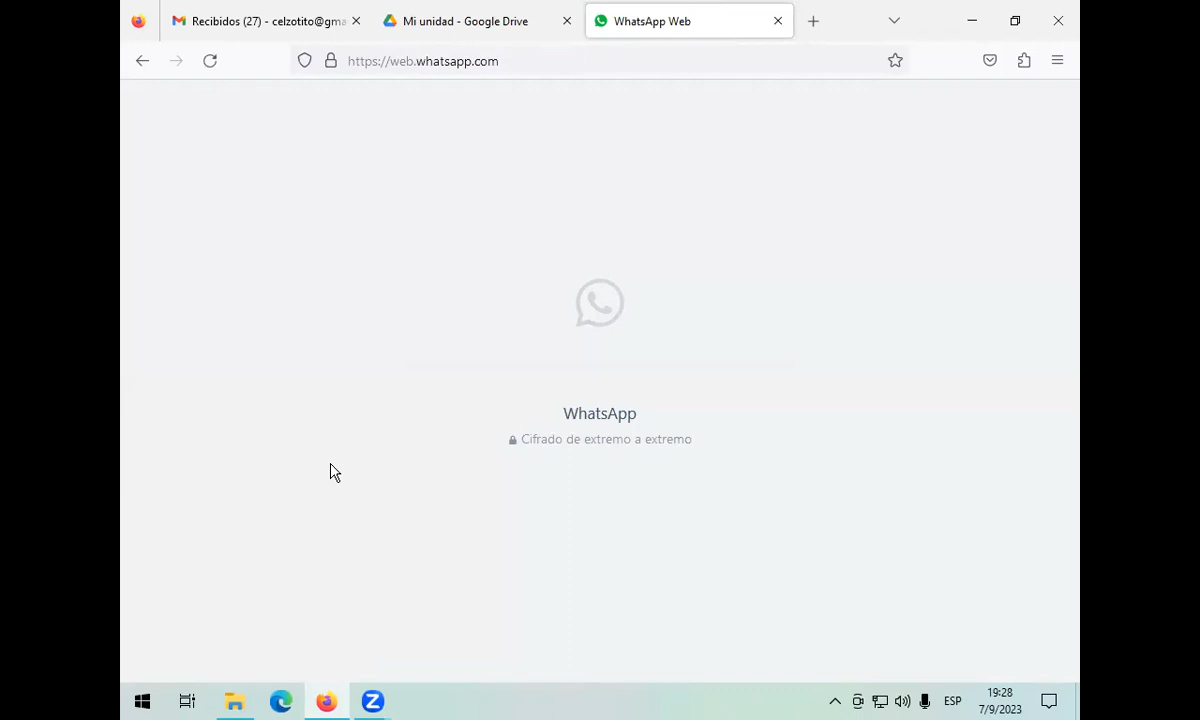 Recibidos (27) - celzotito@gma
Mi unidad - Google Drive
WhatsApp Web
https://web.whatsapp.com
WhatsApp
Cifrado de extremo a extremo
ESP
19:28
7/9/2023